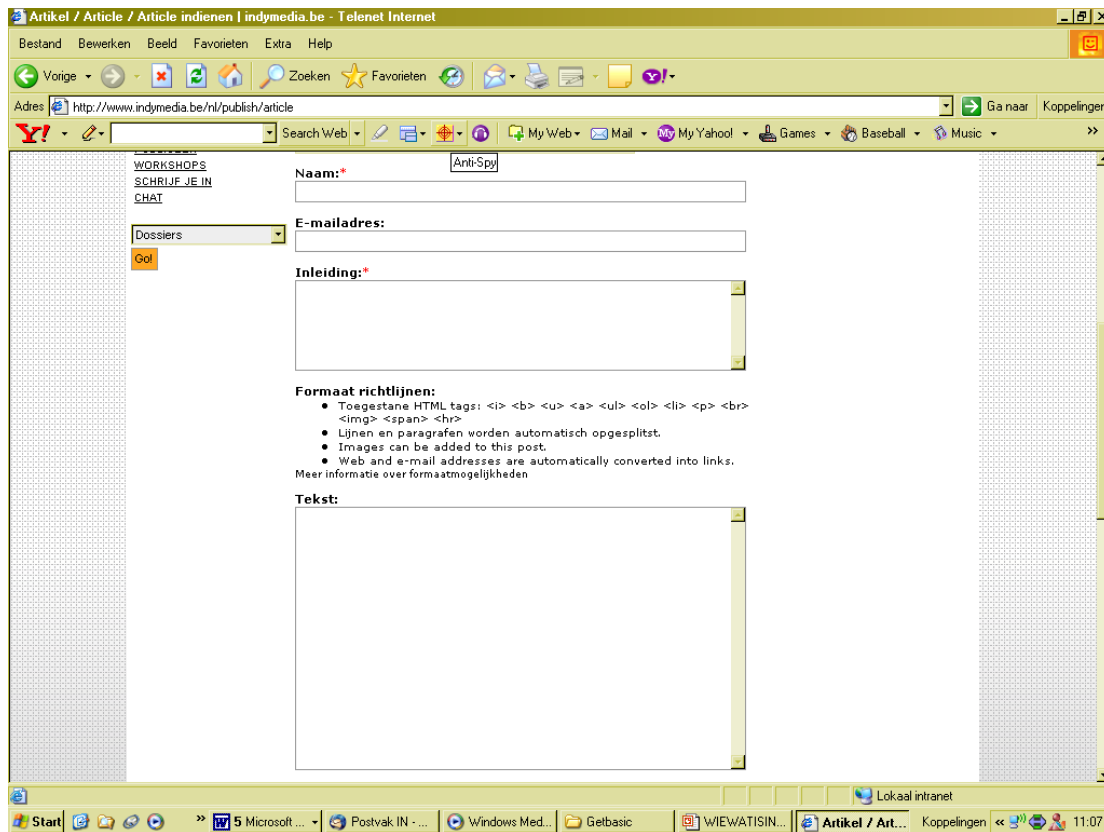 Artikel / Article / Article indienen | indymedia.be - Telenet Internet
Bestand Bewerken Beeld Favorieten Extra Help
Vorige Zoeken Favorieten
Adres http://www.indymedia.be/nl/publish/article Ga naar Koppelingen
Y! Search Web My Web Mail My Yahoo! Games Baseball Music »
Anti-Spy
WORKSHOPS
SCHRIJF JE IN
CHAT
Dossiers
Go!
Naam:*
E-mailadres:
Inleiding:*
Formaat richtlijnen:
Toegestane HTML tags: <i> <b> <u> <a> <ul> <ol> <li> <p> <br>
<img> <span> <hr>
Lijnen en paragrafen worden automatisch opgesplitst.
Images can be added to this post.
Web and e-mail addresses are automatically converted into links.
Meer informatie over formaatmogelijkheden
Tekst:
Lokaal intranet
Start » 5 Microsoft ... Postvak IN - ... Windows Med... Getbasic WIEWATISIN... Artikel / Art... Koppelingen « 11:07